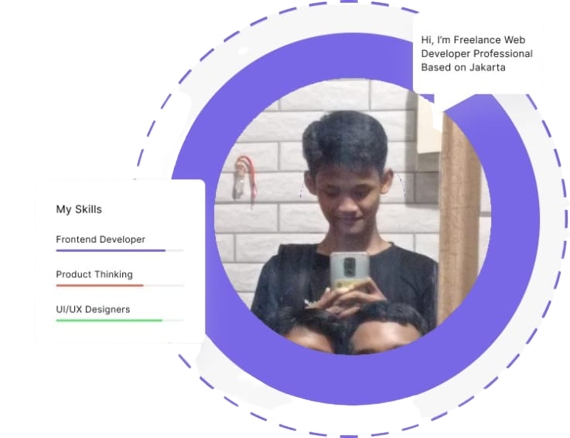 Hi, I'm Freelance Web
Developer Professional
Based on Jakarta
My Skills
Frontend Developer
Product Thinking
UI/UX Designers